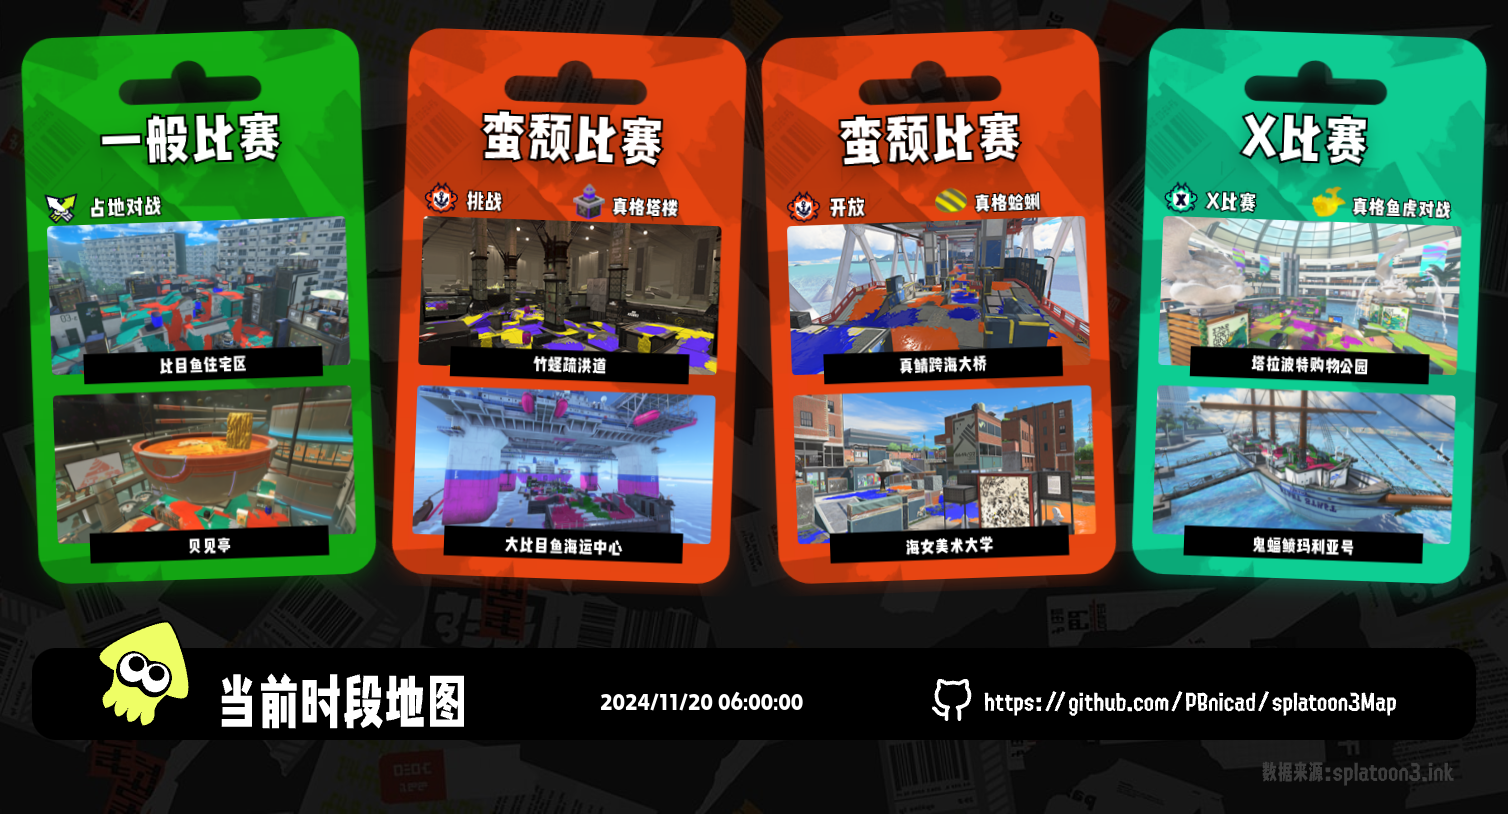 一般比赛
占地对战
比目鱼住宅区
贝见亭
蛮颓比赛
挑战
真格塔楼
竹蛏疏洪道
大比目鱼海运中心
蛮颓比赛
开放
真格蛤蜊
真鲷跨海大桥
海女美术大学
X比赛
X比赛
真格鱼虎对战
塔拉波特购物公园
鬼蝠鲼玛利亚号
当前时段地图
2024/11/20 06:00:00
https://github.com/PBnicad/splatoon3Map
数据来源:splatoon3.ink